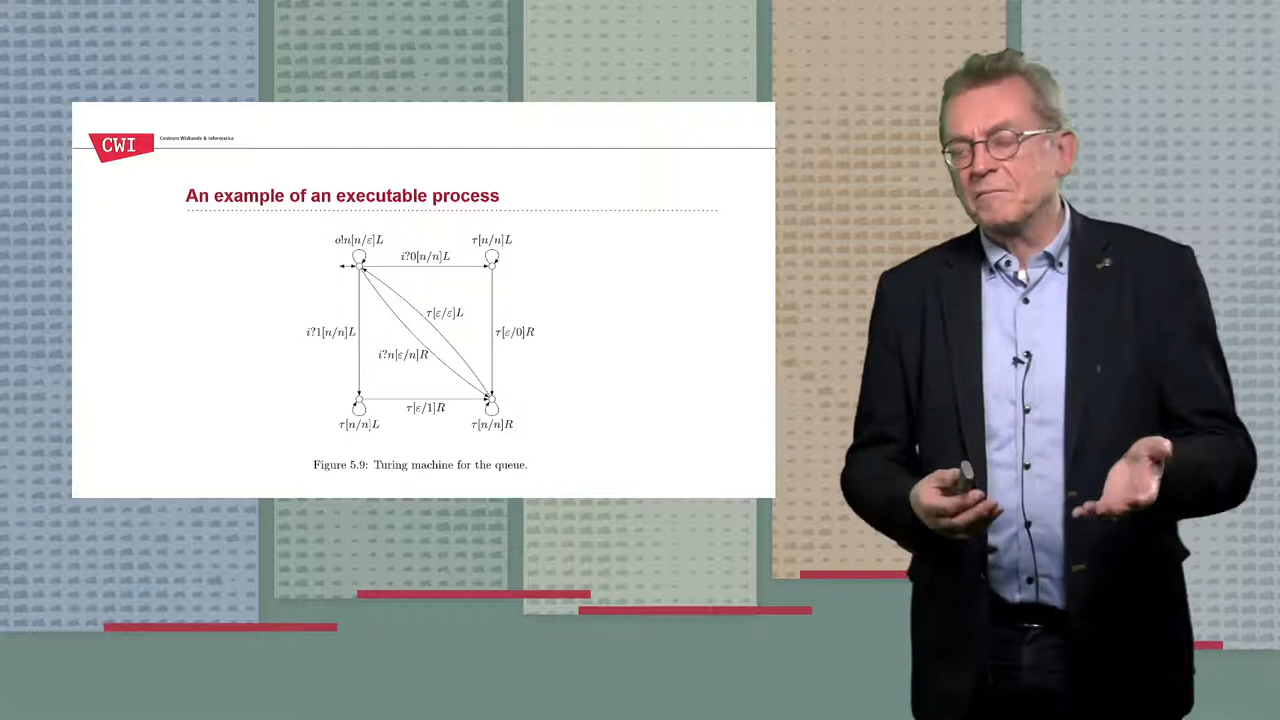 CWI
Centrum Wiskunde & Informatica
An example of an executable process
o!n[n/ε]L
τ[n/n]L
i?0[n/n]L
τ[ε/ε]L
i?1[n/n]L
τ[ε/0]R
i?n[ε/n]R
τ[ε/1]R
τ[n/n]L
τ[n/n]R
Figure 5.9: Turing machine for the queue.